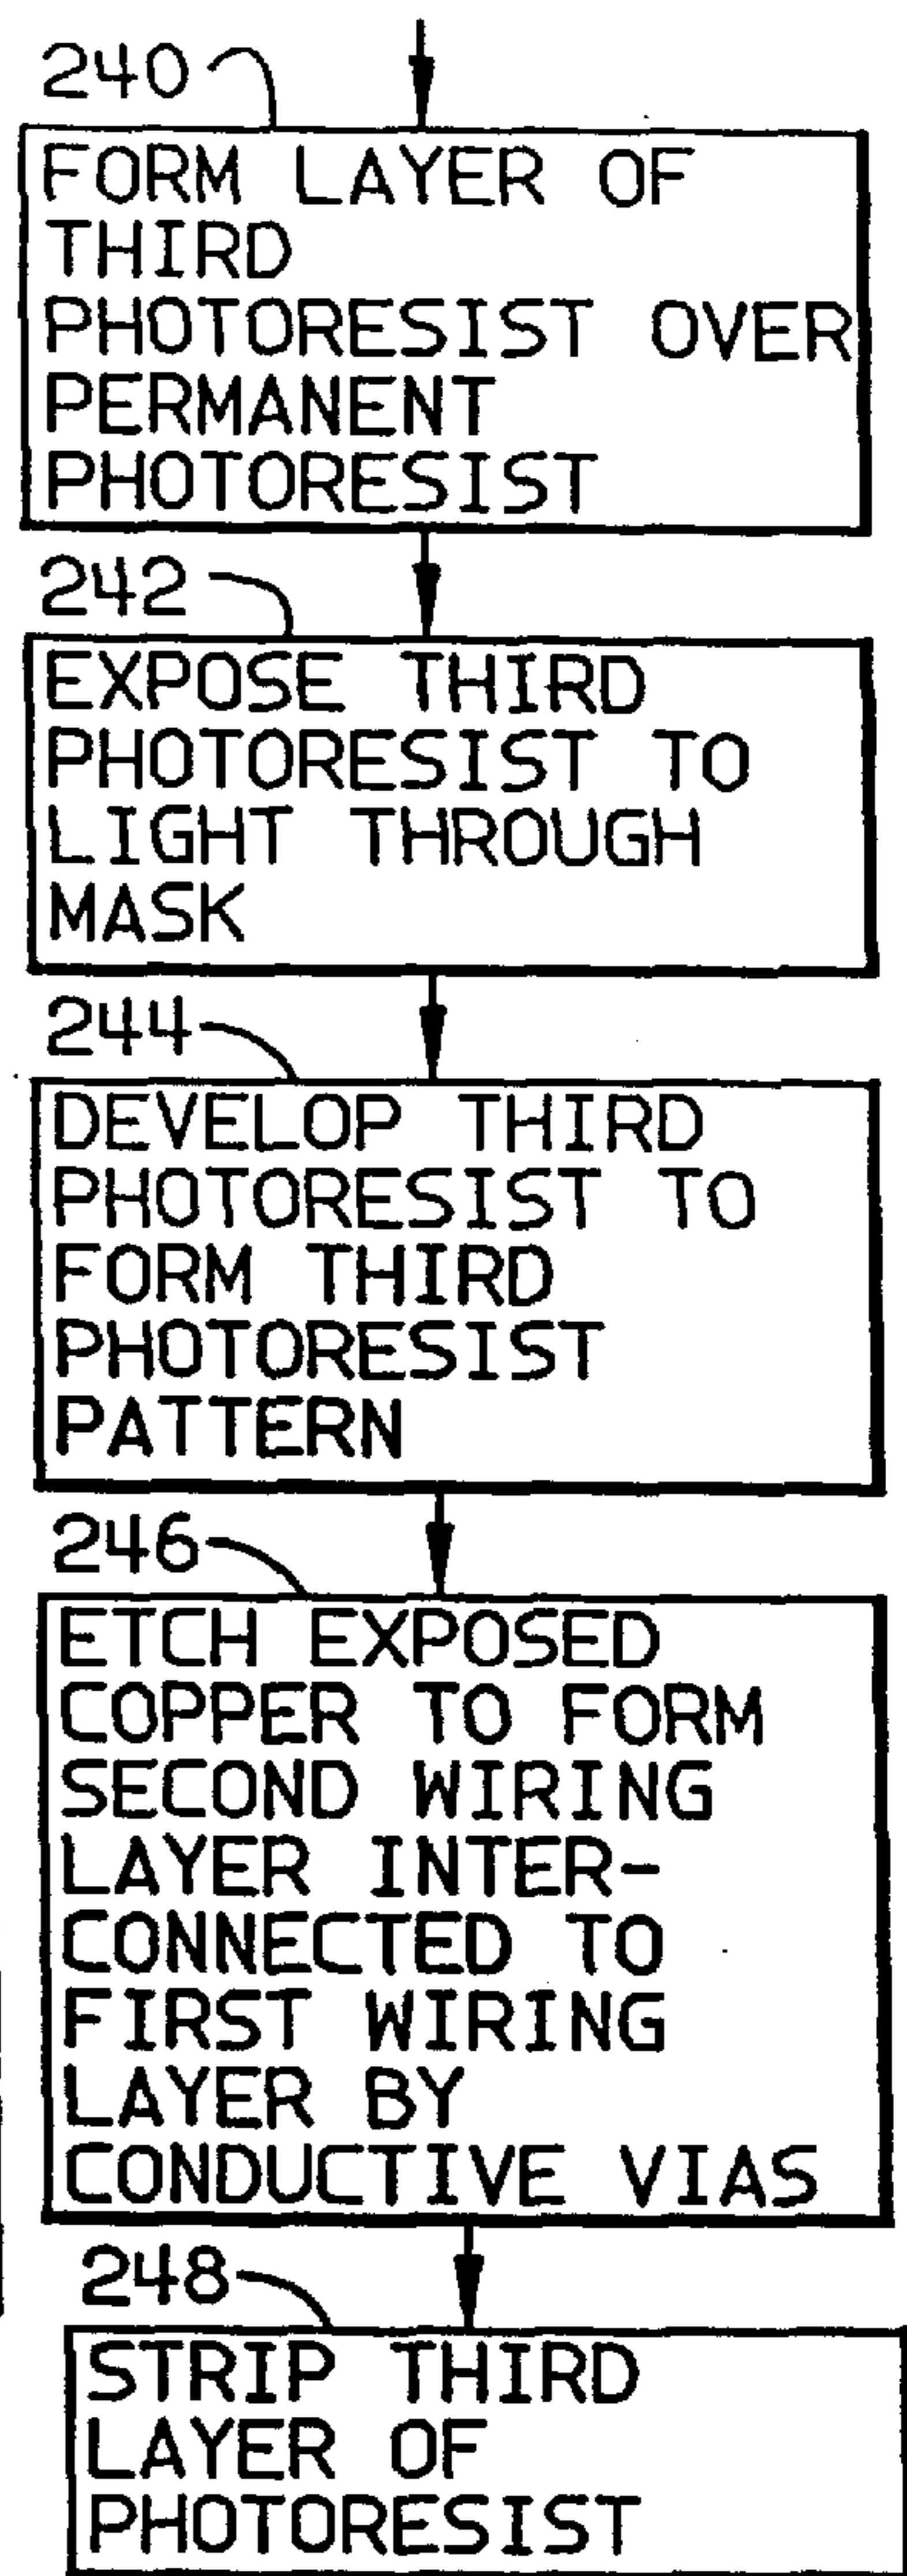 240
FORM LAYER OF
THIRD
PHOTORESIST OVER
PERMANENT
PHOTORESIST
242
EXPOSE THIRD
PHOTORESIST TO
LIGHT THROUGH
MASK
244
DEVELOP THIRD
PHOTORESIST TO
FORM THIRD
PHOTORESIST
PATTERN
246
ETCH EXPOSED
COPPER TO FORM
SECOND WIRING
LAYER INTER-
CONNECTED TO
FIRST WIRING
LAYER BY
CONDUCTIVE VIAS
248
STRIP THIRD
LAYER OF
PHOTORESIST